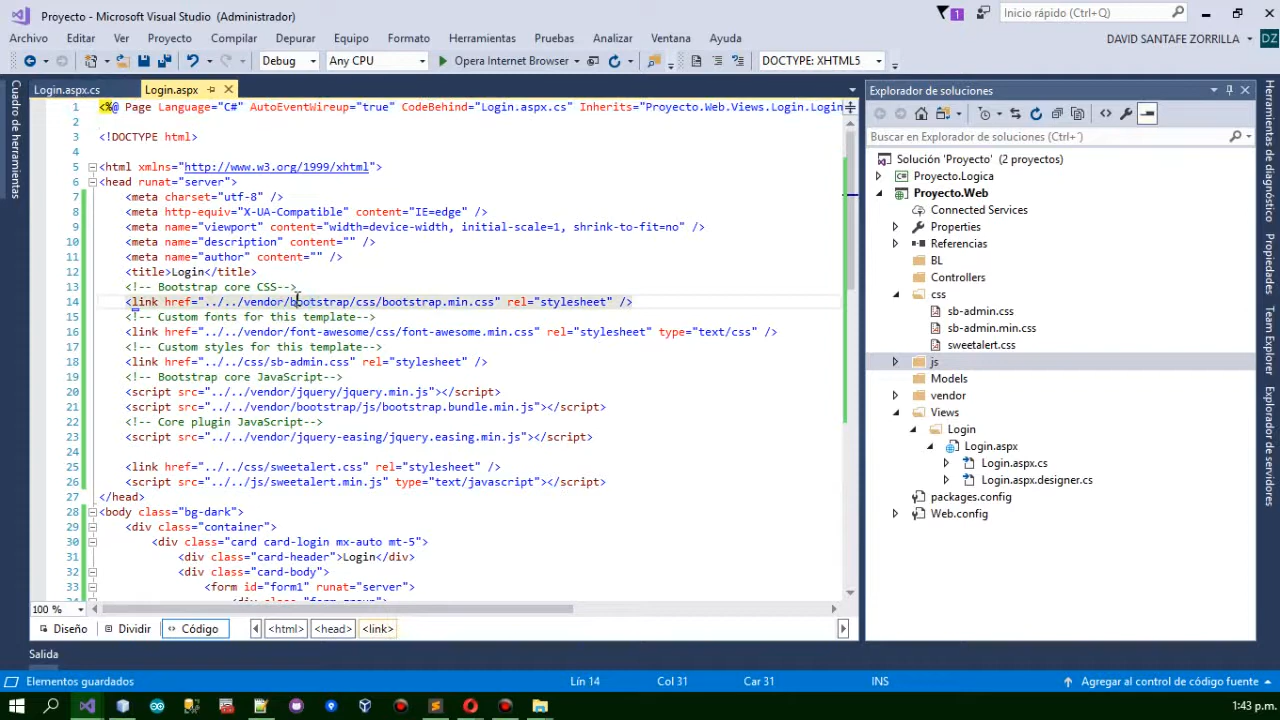 Proyecto - Microsoft Visual Studio (Administrador)
1
Inicio rápido (Ctrl+Q)
Archivo Editar Ver Proyecto Compilar Depurar Equipo Formato Herramientas Pruebas Analizar Ventana Ayuda
DAVID SANTAFE ZORRILLA DZ
Debug Any CPU Opera Internet Browser DOCTYPE: XHTML5
Cuadro de herramientas
Login.aspx.cs Login.aspx
1 <%@ Page Language="C#" AutoEventWireup="true" CodeBehind="Login.aspx.cs" Inherits="Proyecto.Web.Views.Login.Login
2
3 <!DOCTYPE html>
4
5 <html xmlns="http://www.w3.org/1999/xhtml">
6 <head runat="server">
7 <meta charset="utf-8" />
8 <meta http-equiv="X-UA-Compatible" content="IE=edge" />
9 <meta name="viewport" content="width=device-width, initial-scale=1, shrink-to-fit=no" />
10 <meta name="description" content="" />
11 <meta name="author" content="" />
12 <title>Login</title>
13 <!-- Bootstrap core CSS-->
14 <link href="../../vendor/bootstrap/css/bootstrap.min.css" rel="stylesheet" />
15 <!-- Custom fonts for this template-->
16 <link href="../../vendor/font-awesome/css/font-awesome.min.css" rel="stylesheet" type="text/css" />
17 <!-- Custom styles for this template-->
18 <link href="../../css/sb-admin.css" rel="stylesheet" />
19 <!-- Bootstrap core JavaScript-->
20 <script src="../../vendor/jquery/jquery.min.js"></script>
21 <script src="../../vendor/bootstrap/js/bootstrap.bundle.min.js"></script>
22 <!-- Core plugin JavaScript-->
23 <script src="../../vendor/jquery-easing/jquery.easing.min.js"></script>
24
25 <link href="../../css/sweetalert.css" rel="stylesheet" />
26 <script src="../../js/sweetalert.min.js" type="text/javascript"></script>
27 </head>
28 <body class="bg-dark">
29 <div class="container">
30 <div class="card card-login mx-auto mt-5">
31 <div class="card-header">Login</div>
32 <div class="card-body">
33 <form id="form1" runat="server">
100 %
Diseño Dividir Código <html> <head> <link>
Explorador de soluciones
Buscar en Explorador de soluciones (Ctrl+´)
Solución 'Proyecto' (2 proyectos)
Proyecto.Logica
Proyecto.Web
Connected Services
Properties
Referencias
BL
Controllers
css
sb-admin.css
sb-admin.min.css
sweetalert.css
js
Models
vendor
Views
Login
Login.aspx
Login.aspx.cs
Login.aspx.designer.cs
packages.config
Web.config
Herramientas de diagnóstico
Propiedades
Team Explorer
Explorador de servidores
Salida
Elementos guardados Lín 14 Col 31 Car 31 INS Agregar al control de código fuente
1:43 p.m.